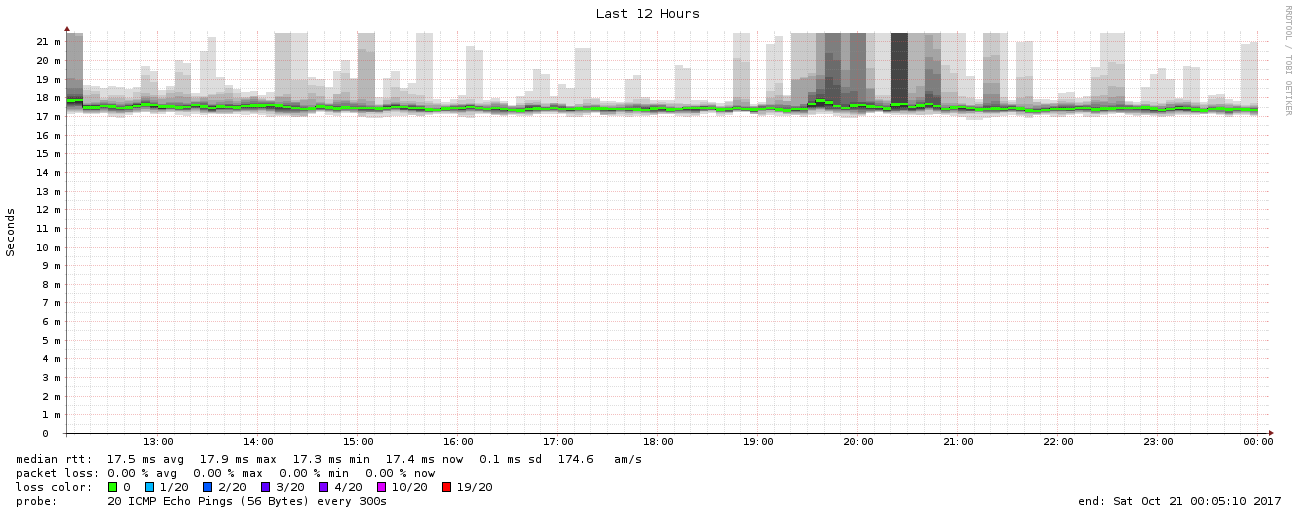 Last 12 Hours
RRDTOOL / TOBI OETIKER
21 m
20 m
19 m
18 m
17 m
16 m
15 m
14 m
13 m
12 m
11 m
10 m
9 m
8 m
7 m
6 m
5 m
4 m
3 m
2 m
1 m
0
Seconds
13:00 14:00 15:00 16:00 17:00 18:00 19:00 20:00 21:00 22:00 23:00 00:00
median rtt: 17.5 ms avg 17.9 ms max 17.3 ms min 17.4 ms now 0.1 ms sd 174.6 am/s
packet loss: 0.00 % avg 0.00 % max 0.00 % min 0.00 % now
loss color: 0 1/20 2/20 3/20 4/20 10/20 19/20
probe: 20 ICMP Echo Pings (56 Bytes) every 300s end: Sat Oct 21 00:05:10 2017